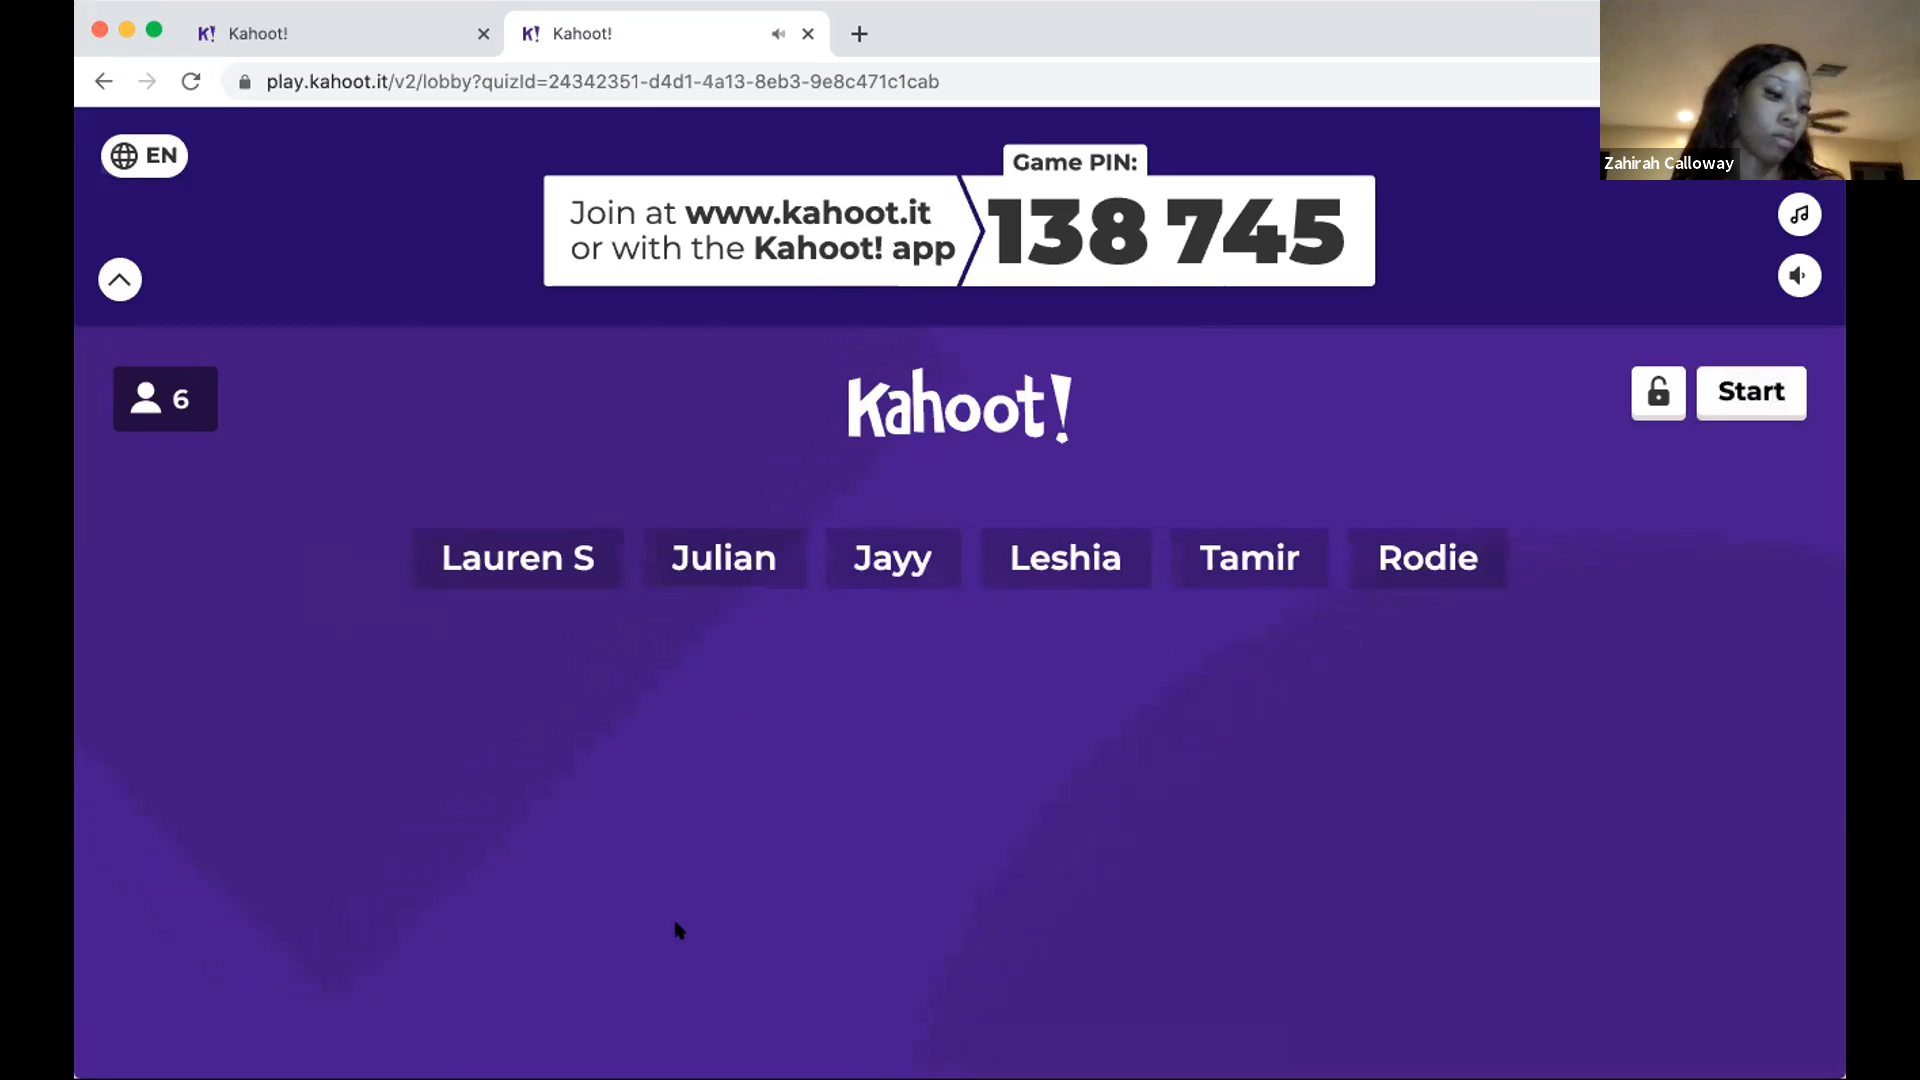 Kahoot!
Kahoot!
play.kahoot.it/v2/lobby?quizId=24342351-d4d1-4a13-8eb3-9e8c471c1cab
Zahirah Calloway
EN
Game PIN:
Join at www.kahoot.it
or with the Kahoot! app
138 745
6
Kahoot!
Start
Lauren S
Julian
Jayy
Leshia
Tamir
Rodie